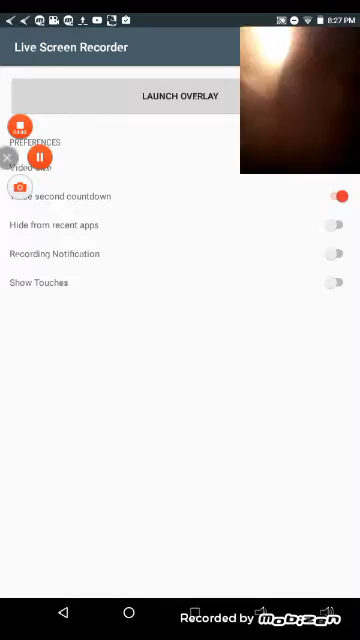 8:27 PM
Live Screen Recorder
LAUNCH OVERLAY
PREFERENCES
Video Size
second countdown
Hide from recent apps
Recording Notification
Show Touches
Recorded by mobizen